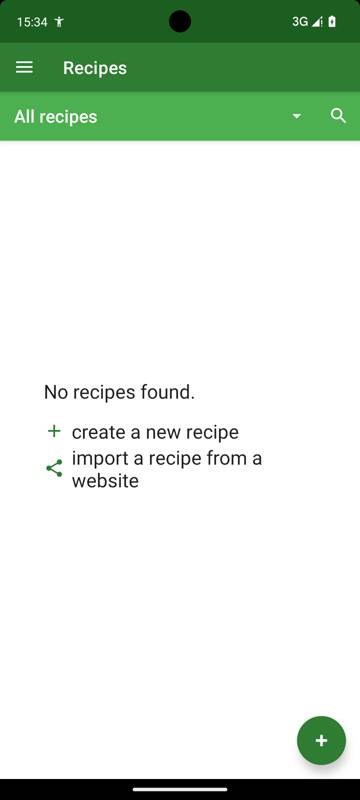 15:34
3G
Recipes
All recipes
No recipes found.
create a new recipe
import a recipe from a
website